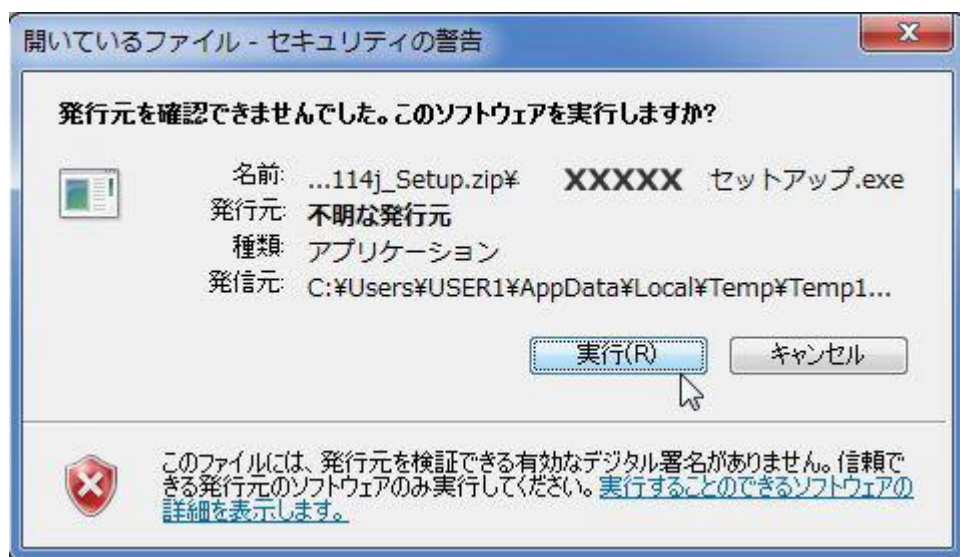 開いているファイル - セキュリティの警告
発行元を確認できませんでした。このソフトウェアを実行しますか?
名前: ...114j_Setup.zip¥ XXXXX セットアップ.exe
発行元: 不明な発行元
種類: アプリケーション
発信元: C:¥Users¥USER1¥AppData¥Local¥Temp¥Temp1...
実行(R) キャンセル
このファイルには、発行元を検証できる有効なデジタル署名がありません。信頼で
きる発行元のソフトウェアのみ実行してください。実行することのできるソフトウェアの
詳細を表示します。